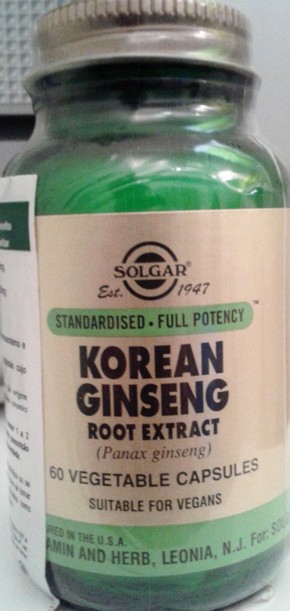 SOLGAR®
Est. 1947
STANDARDISED • FULL POTENCY ™
KOREAN
GINSENG
ROOT EXTRACT
(Panax ginseng)
60 VEGETABLE CAPSULES
SUITABLE FOR VEGANS
IN THE U.S.A.
AND HERB, LEONIA, N.J. For: